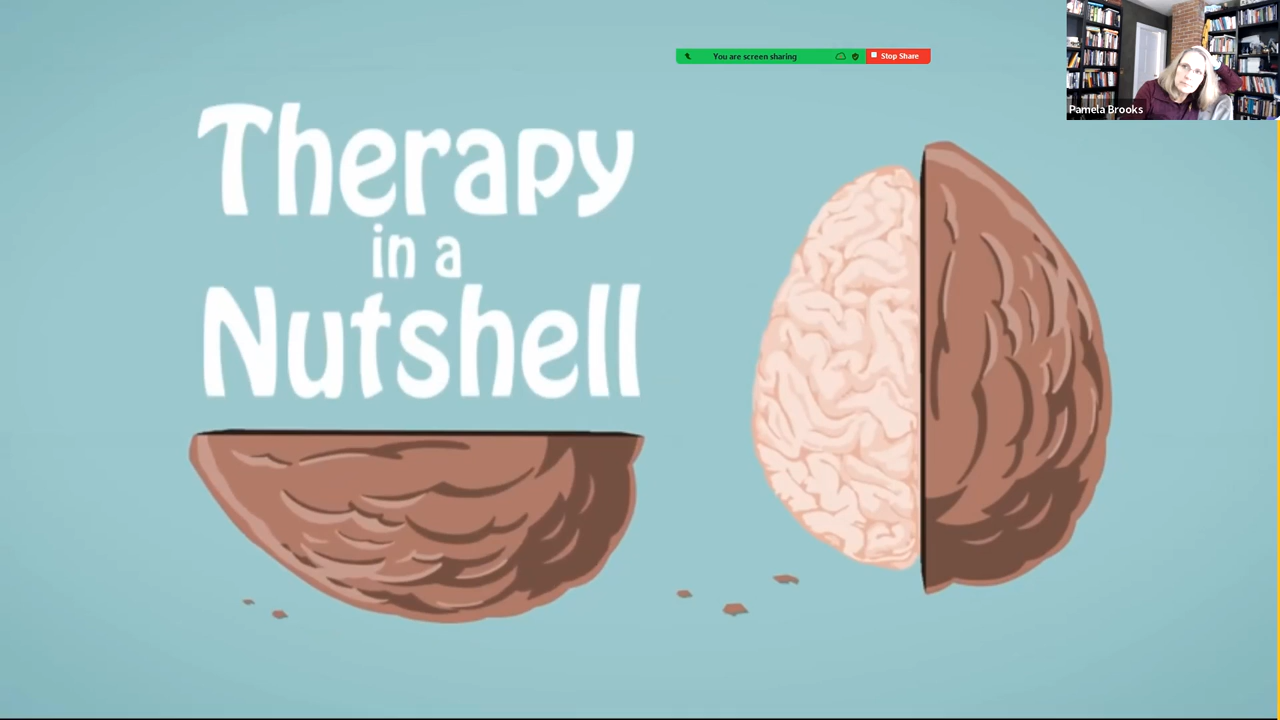 You are screen sharing
Stop Share
Pamela Brooks
Therapy
in a
Nutshell